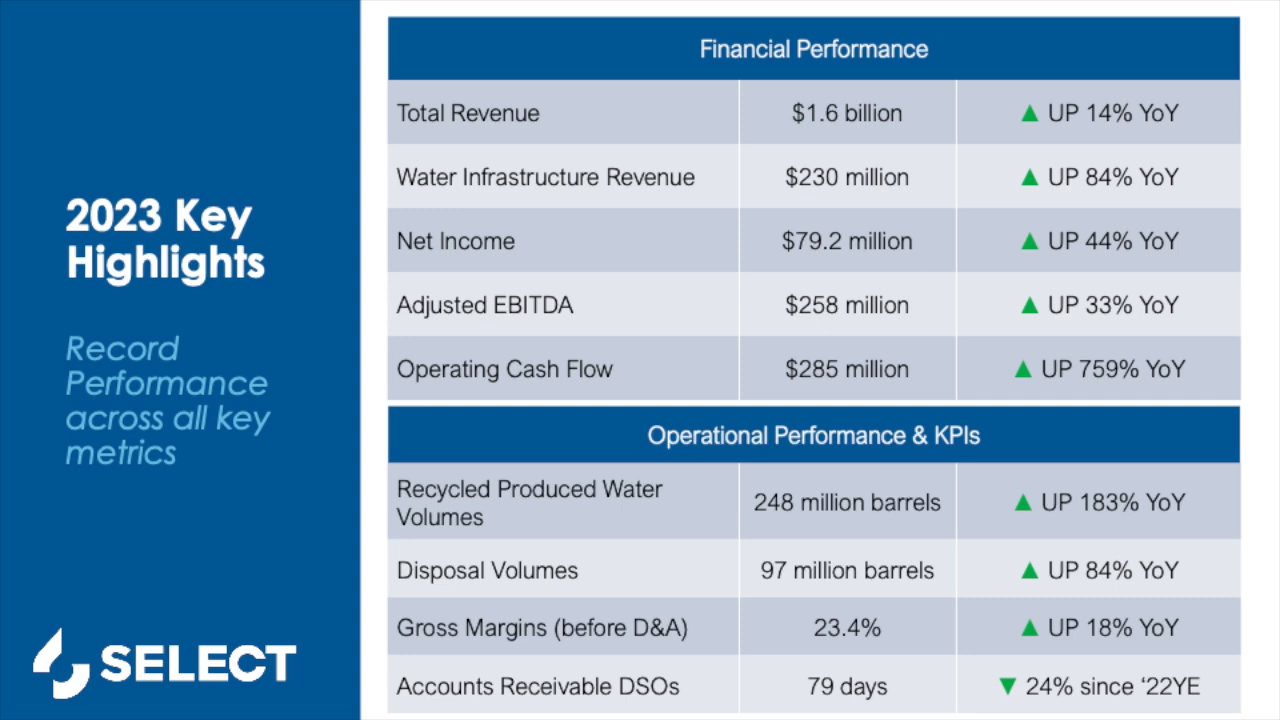 2023 Key
Highlights
Record
Performance
across all key
metrics
SELECT
Financial Performance
Total Revenue $1.6 billion ▲ UP 14% YoY
Water Infrastructure Revenue $230 million ▲ UP 84% YoY
Net Income $79.2 million ▲ UP 44% YoY
Adjusted EBITDA $258 million ▲ UP 33% YoY
Operating Cash Flow $285 million ▲ UP 759% YoY
Operational Performance & KPIs
Recycled Produced Water
Volumes 248 million barrels ▲ UP 183% YoY
Disposal Volumes 97 million barrels ▲ UP 84% YoY
Gross Margins (before D&A) 23.4% ▲ UP 18% YoY
Accounts Receivable DSOs 79 days ▼ 24% since ‘22YE